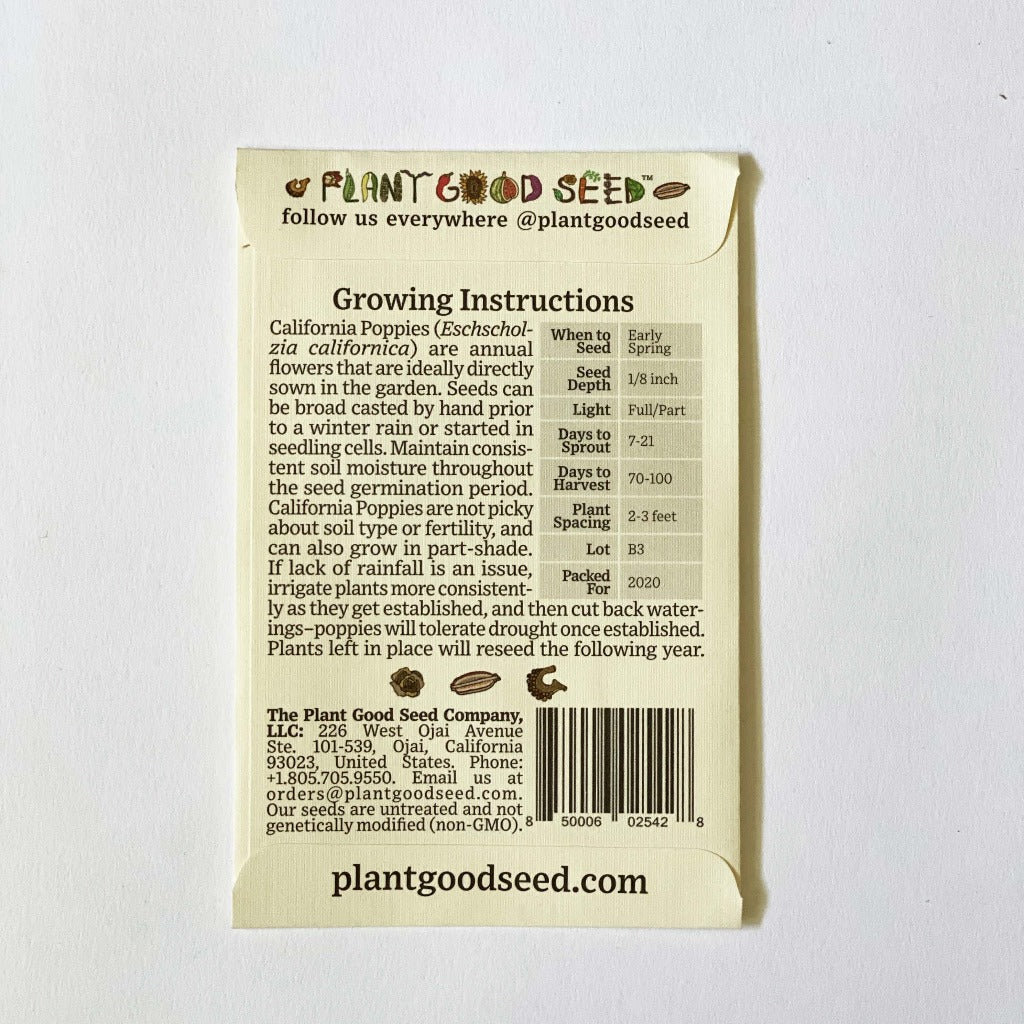 PLANT GOOD SEED™
follow us everywhere @plantgoodseed
Growing Instructions
California Poppies (Eschschol-
zia californica) are annual
flowers that are ideally directly
sown in the garden. Seeds can
be broad casted by hand prior
to a winter rain or started in
seedling cells. Maintain consis-
tent soil moisture throughout
the seed germination period.
California Poppies are not picky
about soil type or fertility, and
can also grow in part-shade.
If lack of rainfall is an issue,
irrigate plants more consistent-
ly as they get established, and then cut back water-
ings–poppies will tolerate drought once established.
Plants left in place will reseed the following year.
When to Seed Early Spring
Seed Depth 1/8 inch
Light Full/Part
Days to Sprout 7-21
Days to Harvest 70-100
Plant Spacing 2-3 feet
Lot B3
Packed For 2020
The Plant Good Seed Company,
LLC: 226 West Ojai Avenue
Ste. 101-539, Ojai, California
93023, United States. Phone:
+1.805.705.9550. Email us at
orders@plantgoodseed.com.
Our seeds are untreated and not
genetically modified (non-GMO).
8 50006 02542 8
plantgoodseed.com